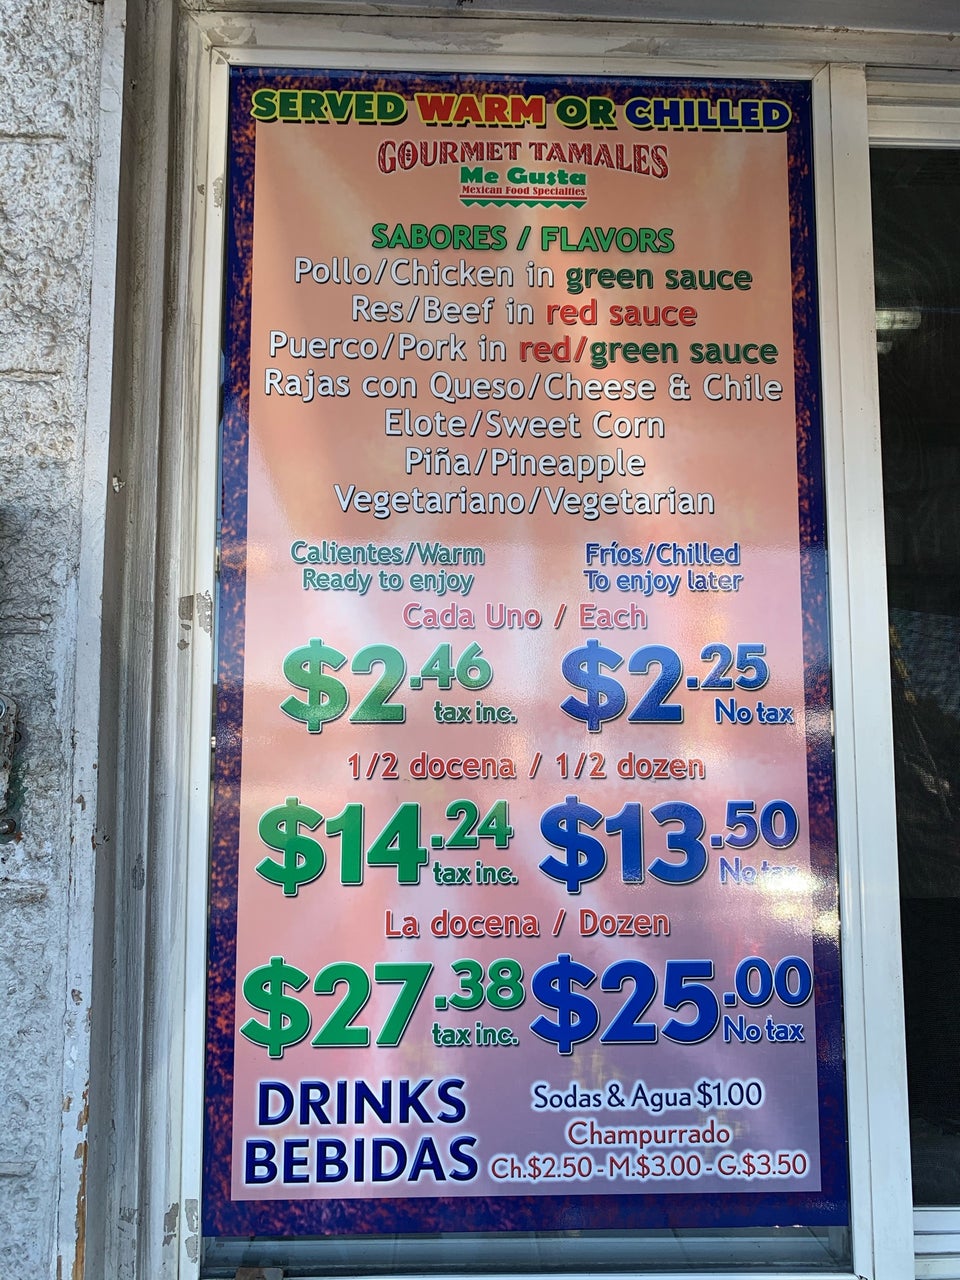 SERVED WARM OR CHILLED
GOURMET TAMALES
Me Gusta
Mexican Food Specialties
SABORES / FLAVORS
Pollo/Chicken in green sauce
Res/Beef in red sauce
Puerco/Pork in red/green sauce
Rajas con Queso/Cheese & Chile
Elote/Sweet Corn
Piña/Pineapple
Vegetariano/Vegetarian
Calientes/Warm Fríos/Chilled
Ready to enjoy To enjoy later
Cada Uno / Each
$2.46 tax inc. $2.25 No tax
1/2 docena / 1/2 dozen
$14.24 tax inc. $13.50 No tax
La docena / Dozen
$27.38 tax inc. $25.00 No tax
DRINKS Sodas & Agua $1.00
Champurrado
BEBIDAS Ch.$2.50 - M.$3.00 - G.$3.50